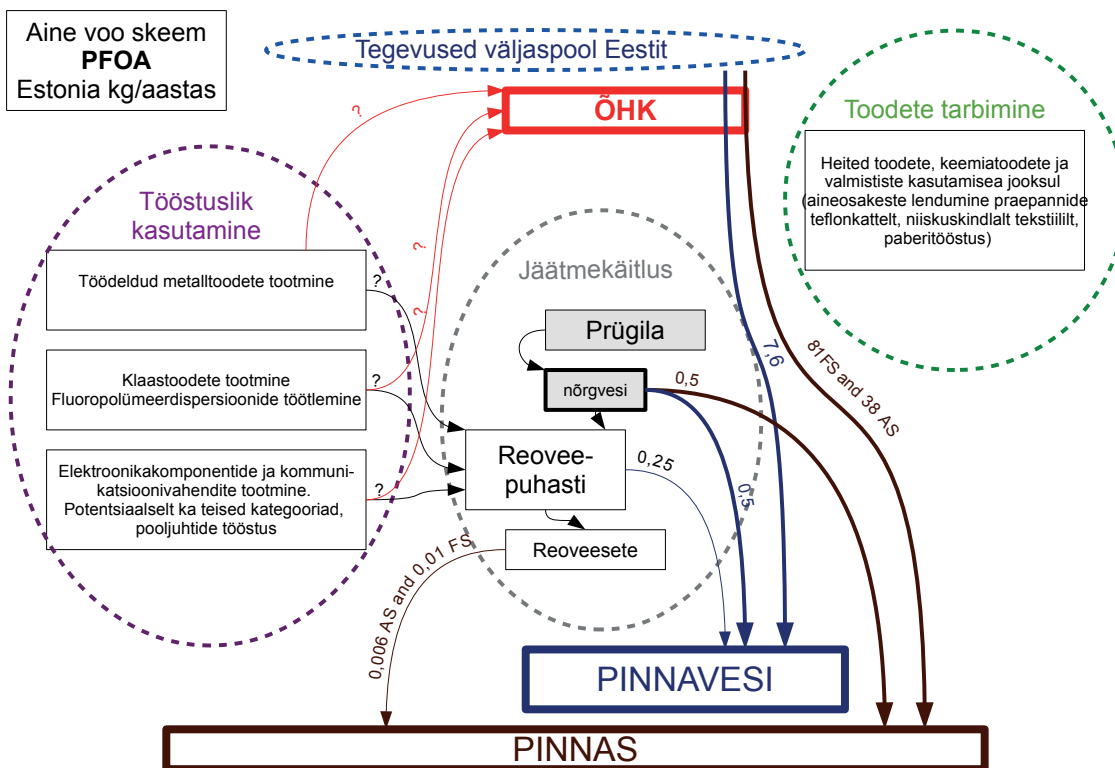 Aine voo skeem
PFOA
Estonia kg/aastas
Tegevused väljaspool Eestit
ÕHK
Toodete tarbimine
Heited toodete, keemiatoodete ja
valmististe kasutamisea jooksul
(aineosakeste lendumine praepannide
teflonkattelt, niiskuskindlalt tekstiililt,
paberitööstus)
Tööstuslik
kasutamine
Töödeldud metalltoodete tootmine
Klaastoodete tootmine
Fluoropolümeerdispersioonide töötlemine
Elektroonikakomponentide ja kommuni-
katsioonivahendite tootmine.
Potentsiaalselt ka teised kategooriad,
pooljuhtide tööstus
?
?
?
?
?
?
Jäätmekäitlus
Prügila
nõrgvesi
Reovee-
puhasti
Reoveesete
0,5
0,25
0,5
7,6
81FS and 38 AS
0,006 AS and 0,01 FS
PINNAVESI
PINNAS